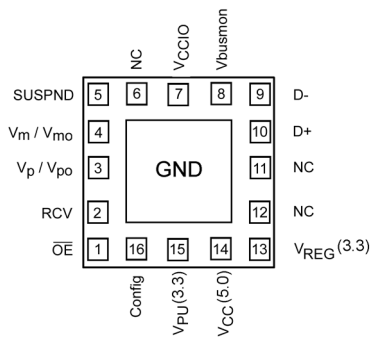 NC
VCCIO
Vbusmon
SUSPND 5 6 7 8 9 D-
Vm / Vmo 4 10 D+
Vp / Vpo 3 GND 11 NC
RCV 2 12 NC
OE 1 16 15 14 13 VREG (3.3)
Config
VPU(3.3)
VCC(5.0)